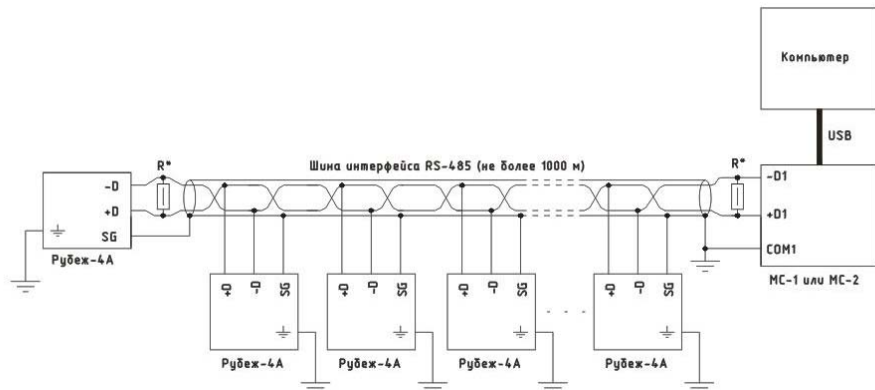 Компьютер
USB
R*
Шина интерфейса RS-485 (не более 1000 м)
R*
-D
-D1
+D
+D1
SG
COM1
Рубеж-4А
МС-1 или МС-2
+D -D SG
+D -D SG
+D -D SG
+D -D SG
Рубеж-4А
Рубеж-4А
Рубеж-4А
Рубеж-4А